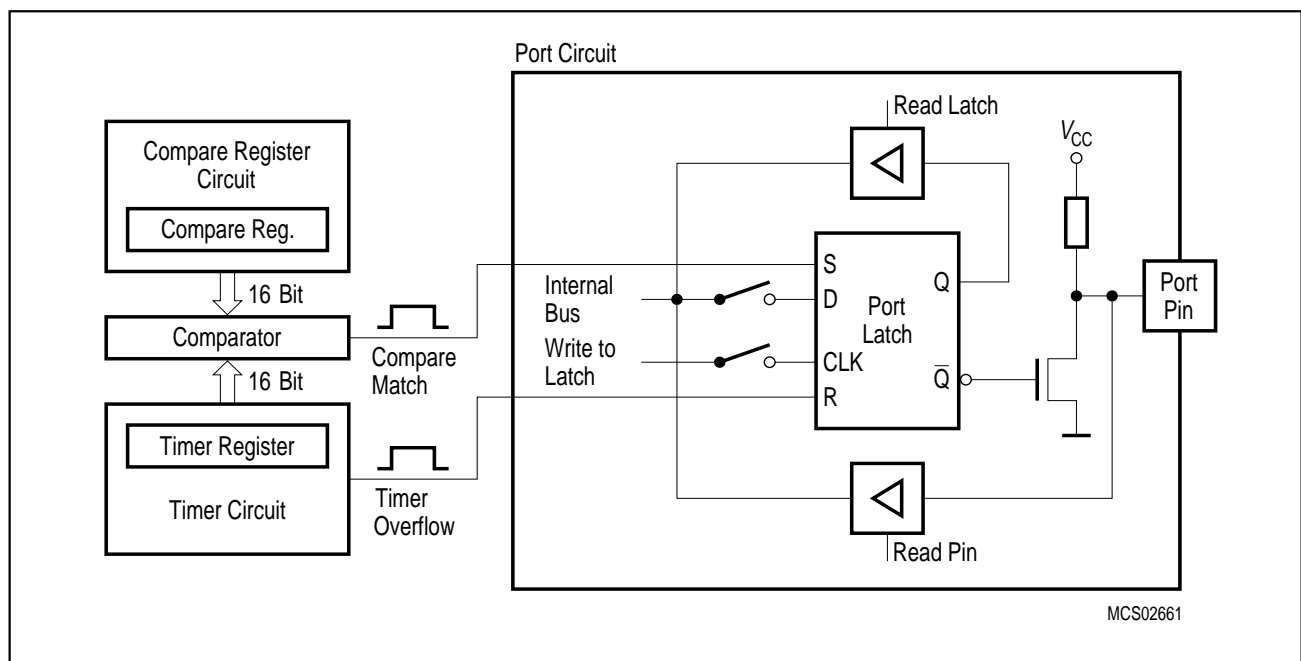 Port Circuit
Compare Register
Circuit
Compare Reg.
16 Bit
Comparator
16 Bit
Timer Register
Timer Circuit
Compare
Match
Timer
Overflow
Read Latch
Internal
Bus
Write to
Latch
S
D
CLK
R
Port
Latch
Q
Q̅
VCC
Port
Pin
Read Pin
MCS02661